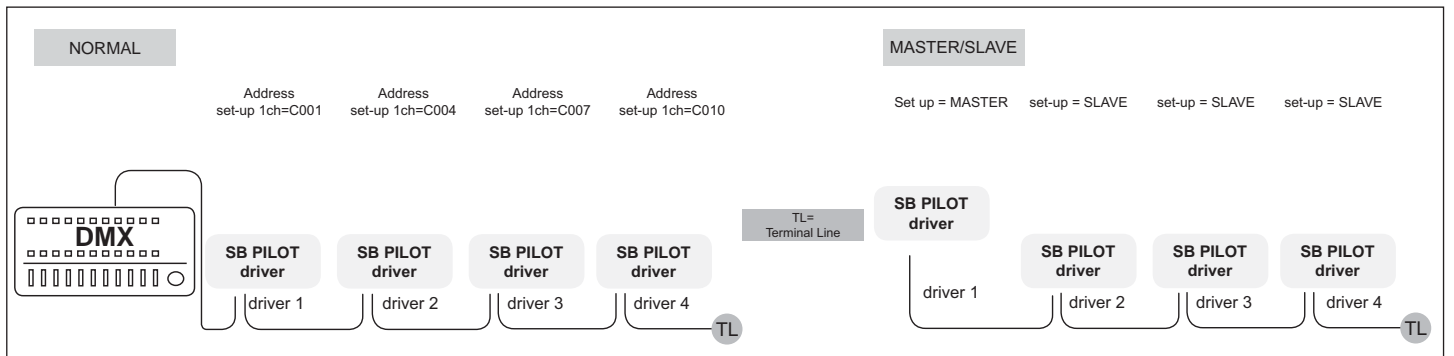 NORMAL
Address
set-up 1ch=C001
Address
set-up 1ch=C004
Address
set-up 1ch=C007
Address
set-up 1ch=C010
DMX
SB PILOT
driver
driver 1
SB PILOT
driver
driver 2
SB PILOT
driver
driver 3
SB PILOT
driver
driver 4
TL
TL=
Terminal Line
MASTER/SLAVE
Set up = MASTER
set-up = SLAVE
set-up = SLAVE
set-up = SLAVE
SB PILOT
driver
driver 1
SB PILOT
driver
driver 2
SB PILOT
driver
driver 3
SB PILOT
driver
driver 4
TL